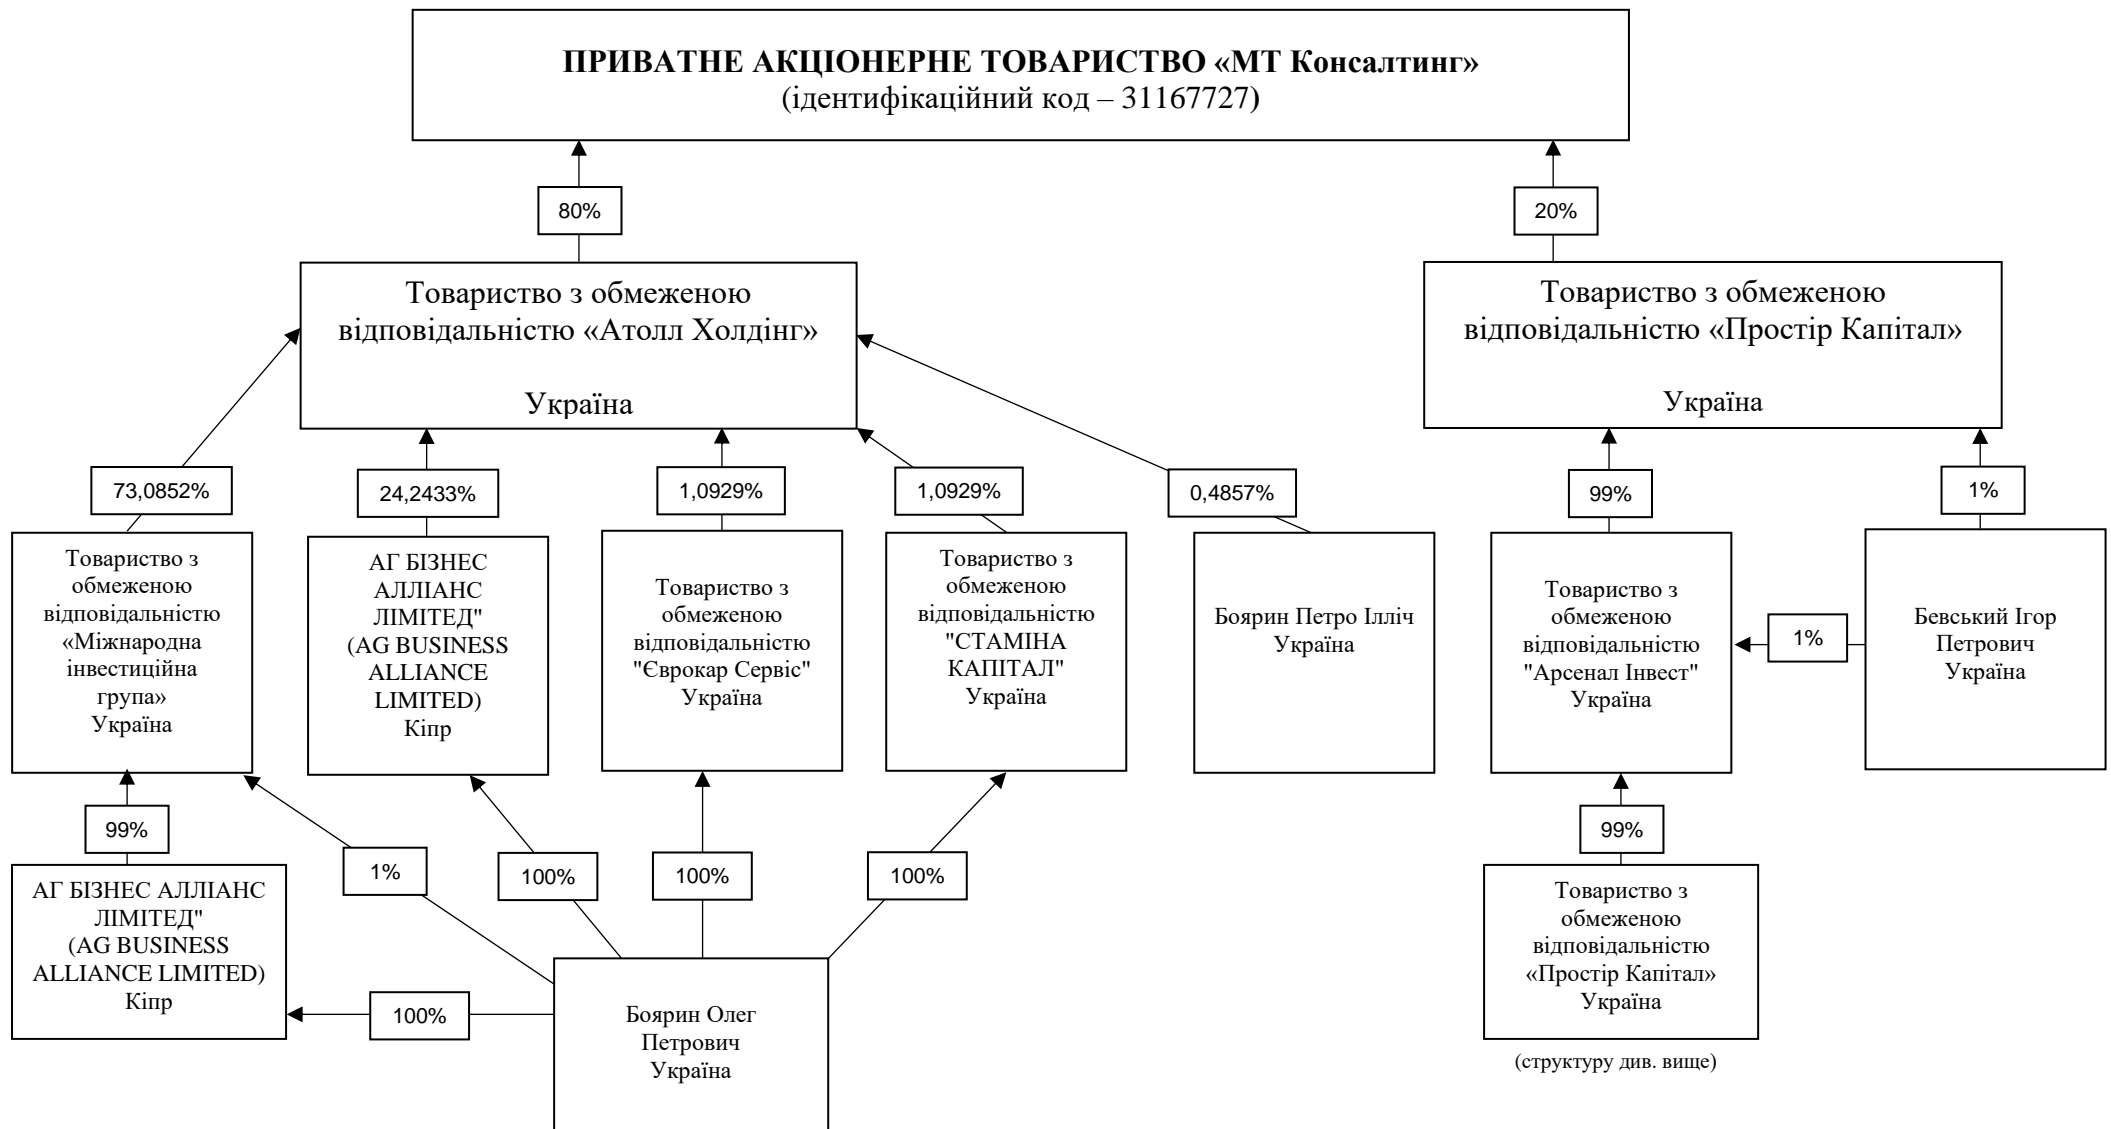 ПРИВАТНЕ АКЦІОНЕРНЕ ТОВАРИСТВО «МТ Консалтинг»
(ідентифікаційний код – 31167727)
80%
20%
Товариство з обмеженою
відповідальністю «Атолл Холдінг»
Україна
Товариство з обмеженою
відповідальністю «Простір Капітал»
Україна
73,0852%
24,2433%
1,0929%
1,0929%
0,4857%
99%
1%
Товариство з
обмеженою
відповідальністю
«Міжнародна
інвестиційна
група»
Україна
АГ БІЗНЕС
АЛЛІАНС
ЛІМІТЕД"
(AG BUSINESS
ALLIANCE
LIMITED)
Кіпр
Товариство з
обмеженою
відповідальністю
"Єврокар Сервіс"
Україна
Товариство з
обмеженою
відповідальністю
"СТАМІНА
КАПІТАЛ"
Україна
Боярин Петро Ілліч
Україна
Товариство з
обмеженою
відповідальністю
"Арсенал Інвест"
Україна
1%
Бевський Ігор
Петрович
Україна
99%
1%
100%
100%
100%
99%
АГ БІЗНЕС АЛЛІАНС
ЛІМІТЕД"
(AG BUSINESS
ALLIANCE LIMITED)
Кіпр
100%
Боярин Олег
Петрович
Україна
Товариство з
обмеженою
відповідальністю
«Простір Капітал»
Україна
(структуру див. вище)